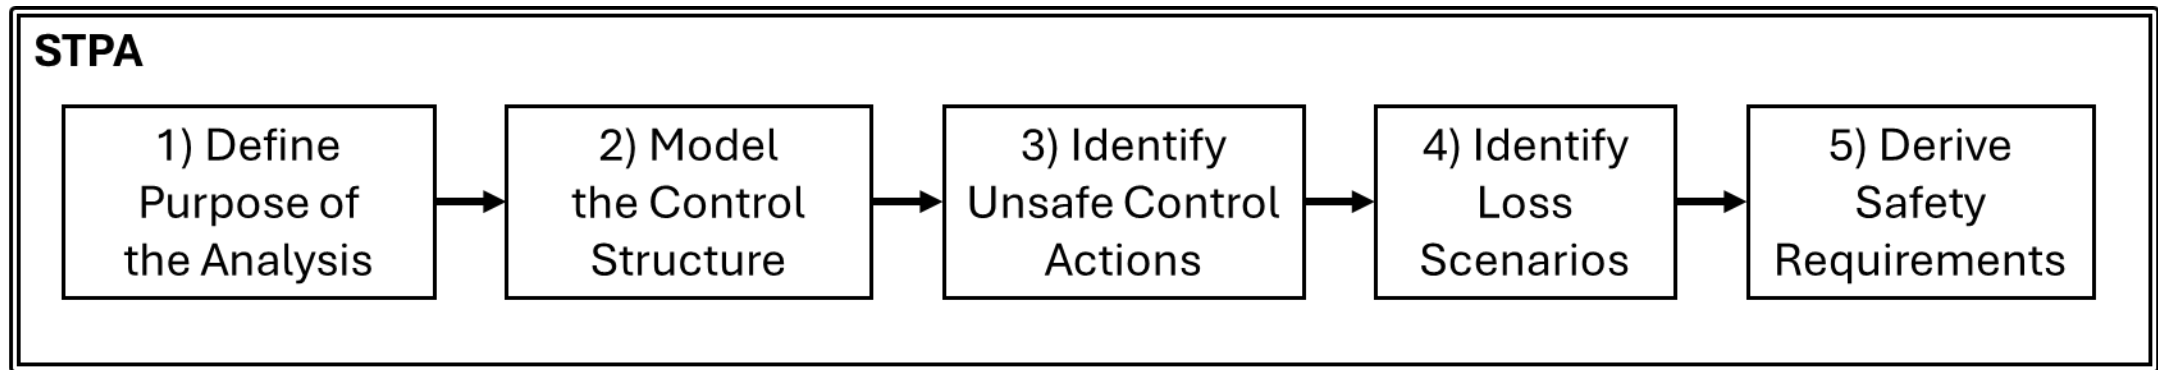 STPA
1) Define
Purpose of
the Analysis
2) Model
the Control
Structure
3) Identify
Unsafe Control
Actions
4) Identify
Loss
Scenarios
5) Derive
Safety
Requirements